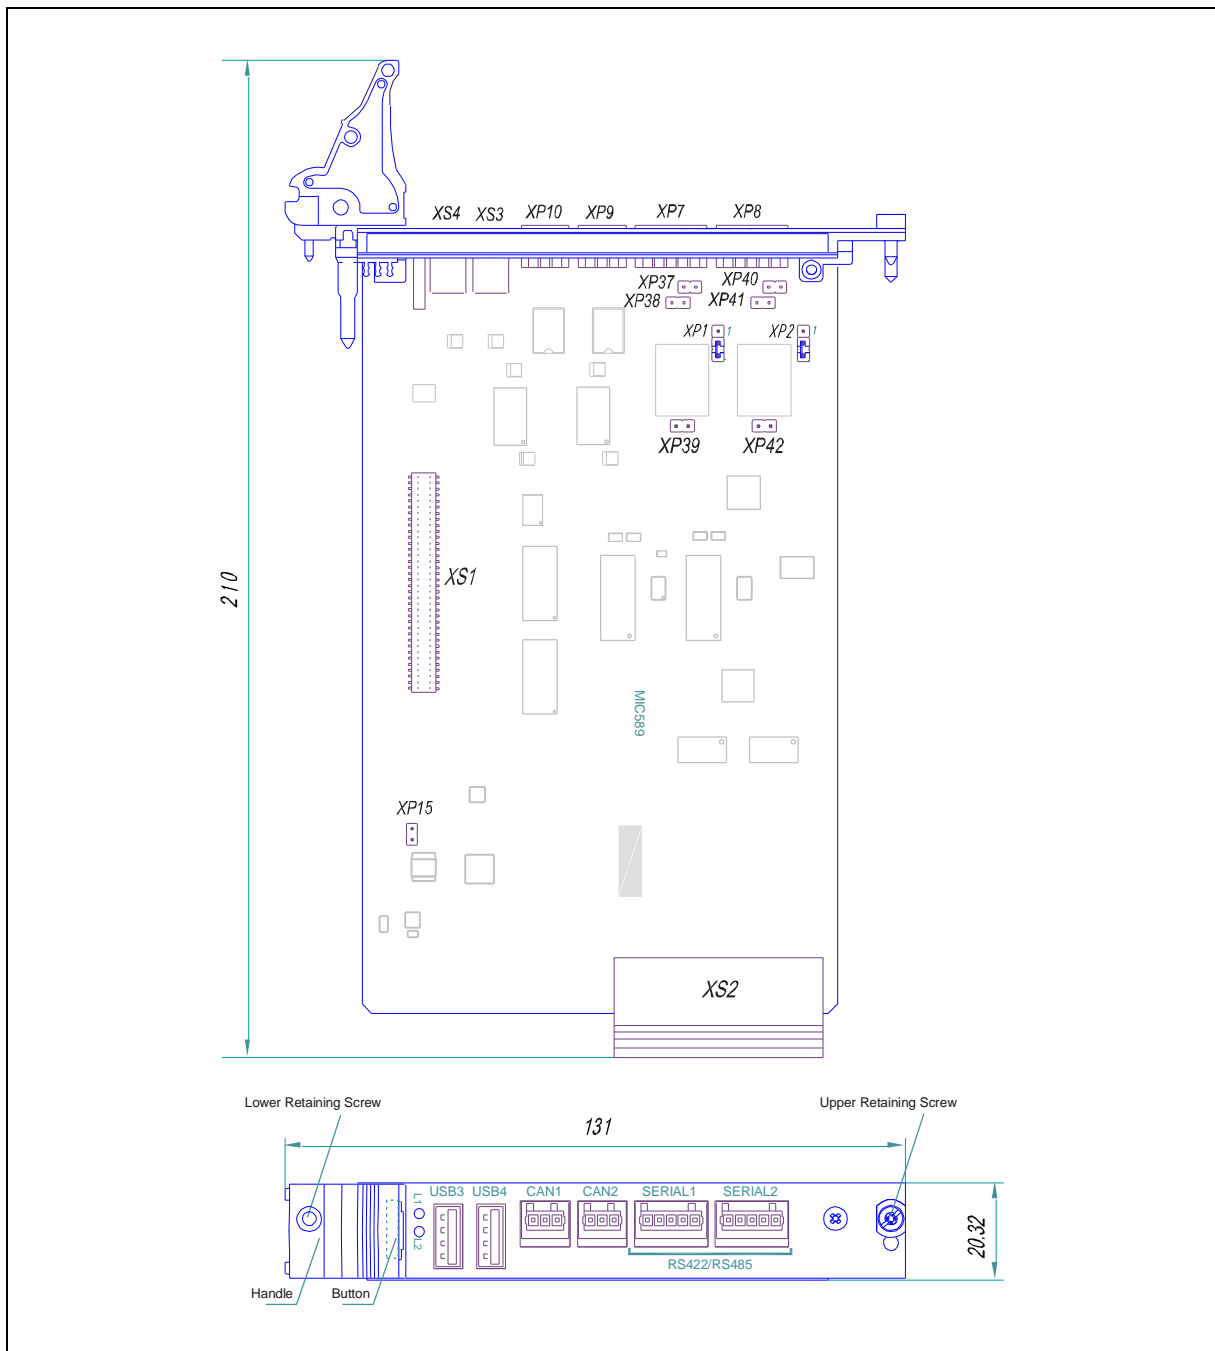 XS4 XS3 XP10 XP9 XP7 XP8
XP37 XP40
XP38 XP41
XP1 1 XP2 1
XP39 XP42
XS1
210
MIC589
XP15
XS2
Lower Retaining Screw Upper Retaining Screw
131
L1 USB3 USB4 CAN1 CAN2 SERIAL1 SERIAL2
L2
20.32
RS422/RS485
Handle Button